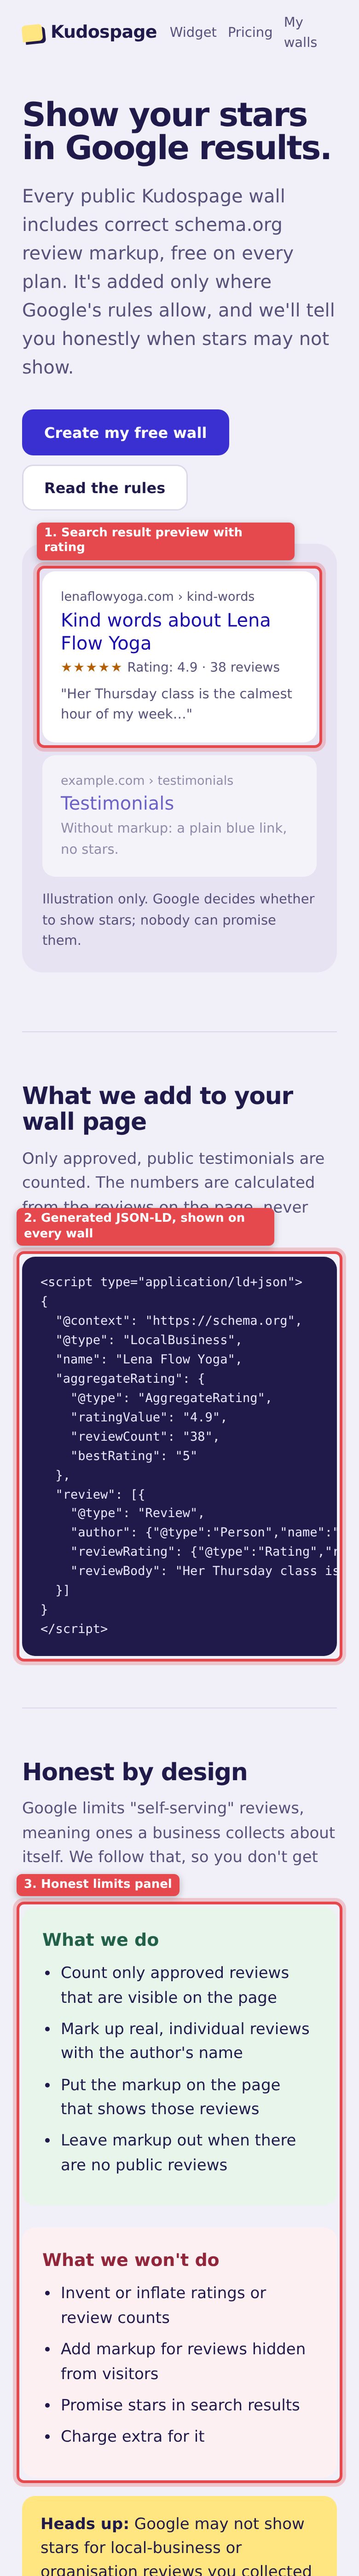 Kudospage Widget Pricing My
walls
Show your stars
in Google results.
Every public Kudospage wall
includes correct schema.org
review markup, free on every
plan. It's added only where
Google's rules allow, and we'll tell
you honestly when stars may not
show.
Create my free wall
Read the rules
1. Search result preview with
rating
lenaflowyoga.com › kind-words
Kind words about Lena
Flow Yoga
★★★★★ Rating: 4.9 · 38 reviews
"Her Thursday class is the calmest
hour of my week…"
example.com › testimonials
Testimonials
Without markup: a plain blue link,
no stars.
Illustration only. Google decides whether
to show stars; nobody can promise
them.
What we add to your
wall page
Only approved, public testimonials are
counted. The numbers are calculated
from the reviews on the page, never
2. Generated JSON-LD, shown on
every wall
<script type="application/ld+json">
{
"@context": "https://schema.org",
"@type": "LocalBusiness",
"name": "Lena Flow Yoga",
"aggregateRating": {
"@type": "AggregateRating",
"ratingValue": "4.9",
"reviewCount": "38",
"bestRating": "5"
},
"review": [{
"@type": "Review",
"author": {"@type":"Person","name":"
"reviewRating": {"@type":"Rating","r
"reviewBody": "Her Thursday class is
}]
}
</script>
Honest by design
Google limits "self-serving" reviews,
meaning ones a business collects about
itself. We follow that, so you don't get
3. Honest limits panel
What we do
• Count only approved reviews
that are visible on the page
• Mark up real, individual reviews
with the author's name
• Put the markup on the page
that shows those reviews
• Leave markup out when there
are no public reviews
What we won't do
• Invent or inflate ratings or
review counts
• Add markup for reviews hidden
from visitors
• Promise stars in search results
• Charge extra for it
Heads up: Google may not show
stars for local-business or
organisation reviews you collected